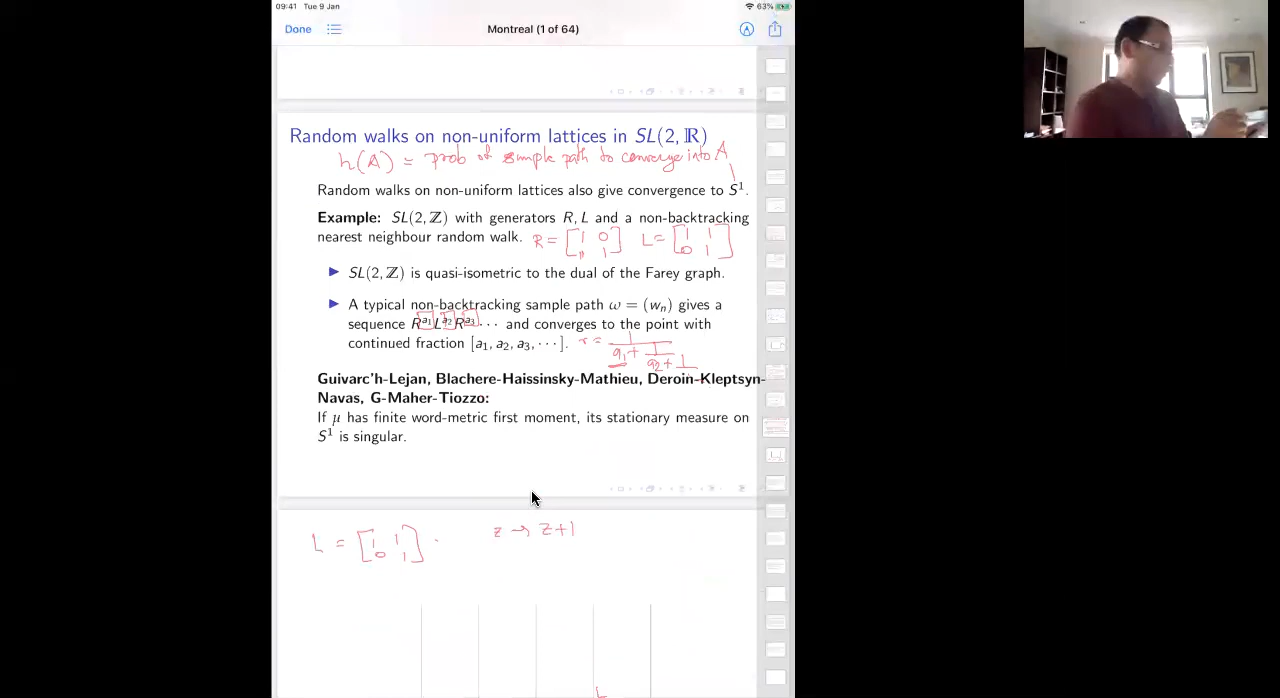 09:41 Tue 9 Jan
63%
Done
Montreal (1 of 64)
Random walks on non-uniform lattices in SL(2, ℝ)
h(A) = prob of sample path to converge into A
Random walks on non-uniform lattices also give convergence to S¹.
Example: SL(2, ℤ) with generators R, L and a non-backtracking
nearest neighbour random walk. R = [1 0 1 1] L = [1 1 0 1]
▶ SL(2, ℤ) is quasi-isometric to the dual of the Farey graph.
▶ A typical non-backtracking sample path ω = (wₙ) gives a
sequence Rᵃ¹Lᵃ²Rᵃ³ ··· and converges to the point with
continued fraction [a₁, a₂, a₃, ···]. r = 1/(a₁ + 1/(a₂ + 1
Guivarc'h-Lejan, Blachere-Haissinsky-Mathieu, Deroin-Kleptsyn-
Navas, G-Maher-Tiozzo:
If μ has finite word-metric first moment, its stationary measure on
S¹ is singular.
L = [1 1 0 1] z → z+1
L